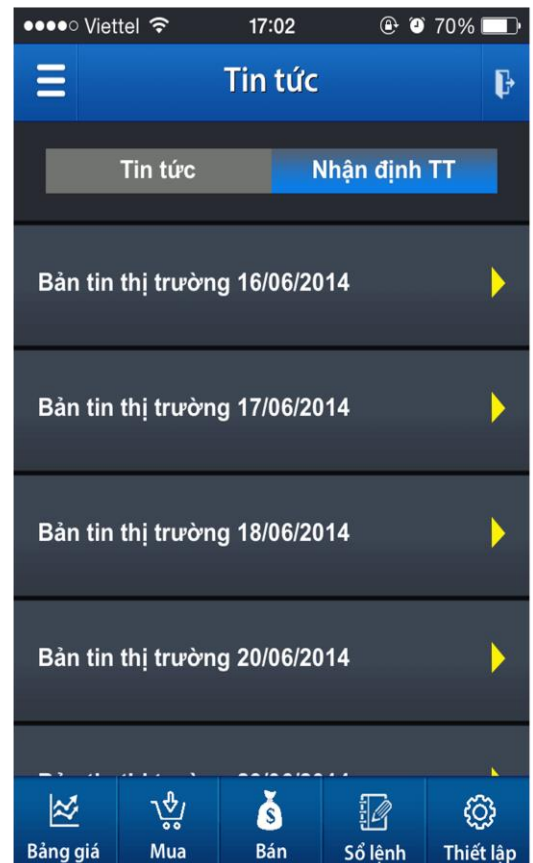 Viettel 17:02 70%
Tin tức
Tin tức Nhận định TT
Bản tin thị trường 16/06/2014
Bản tin thị trường 17/06/2014
Bản tin thị trường 18/06/2014
Bản tin thị trường 20/06/2014
Bảng giá Mua Bán Sổ lệnh Thiết lập